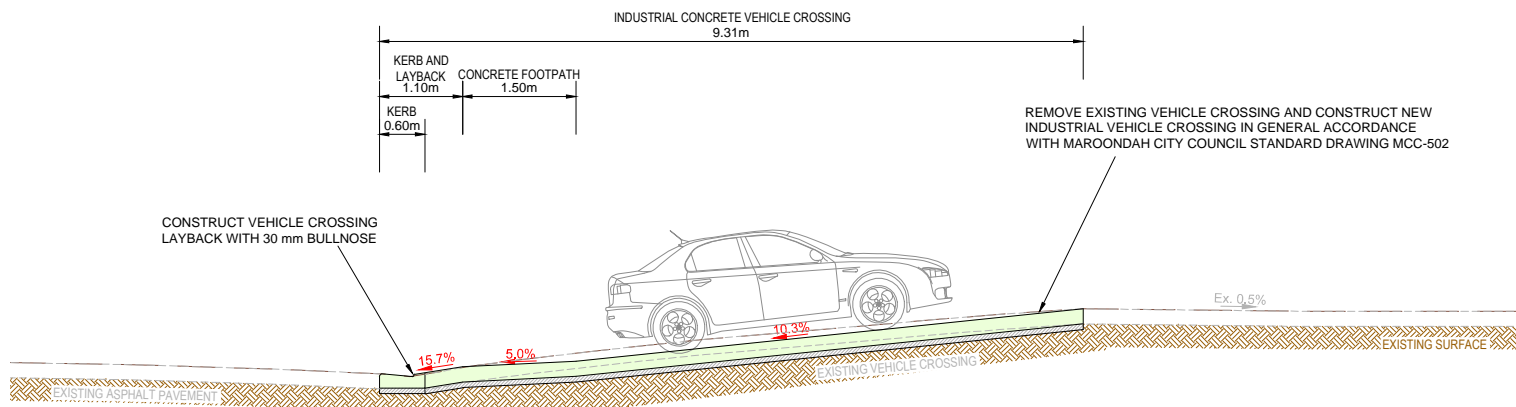 INDUSTRIAL CONCRETE VEHICLE CROSSING
9.31m
KERB AND
LAYBACK
1.10m
CONCRETE FOOTPATH
1.50m
KERB
0.60m
REMOVE EXISTING VEHICLE CROSSING AND CONSTRUCT NEW
INDUSTRIAL VEHICLE CROSSING IN GENERAL ACCORDANCE
WITH MAROONDAH CITY COUNCIL STANDARD DRAWING MCC-502
CONSTRUCT VEHICLE CROSSING
LAYBACK WITH 30 mm BULLNOSE
Ex. 0.5%
10.3%
5.0%
15.7%
EXISTING SURFACE
EXISTING VEHICLE CROSSING
EXISTING ASPHALT PAVEMENT